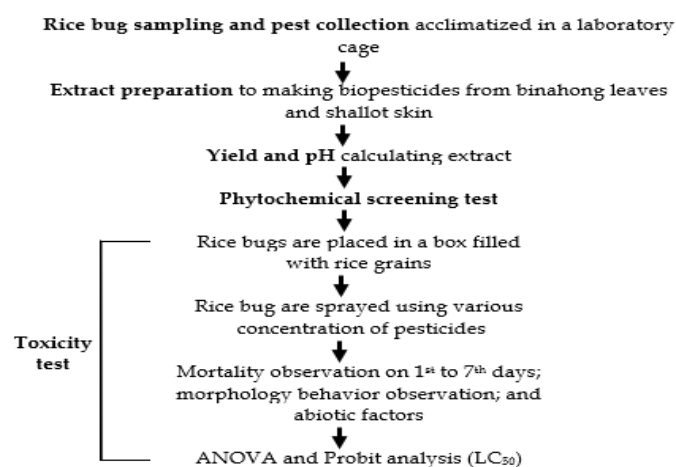 Rice bug sampling and pest collection acclimatized in a laboratory
cage
Extract preparation to making biopesticides from binahong leaves
and shallot skin
Yield and pH calculating extract
Phytochemical screening test
Rice bugs are placed in a box filled
with rice grains
Rice bug are sprayed using various
concentration of pesticides
Toxicity
test
Mortality observation on 1st to 7th days;
morphology behavior observation; and
abiotic factors
ANOVA and Probit analysis (LC50)